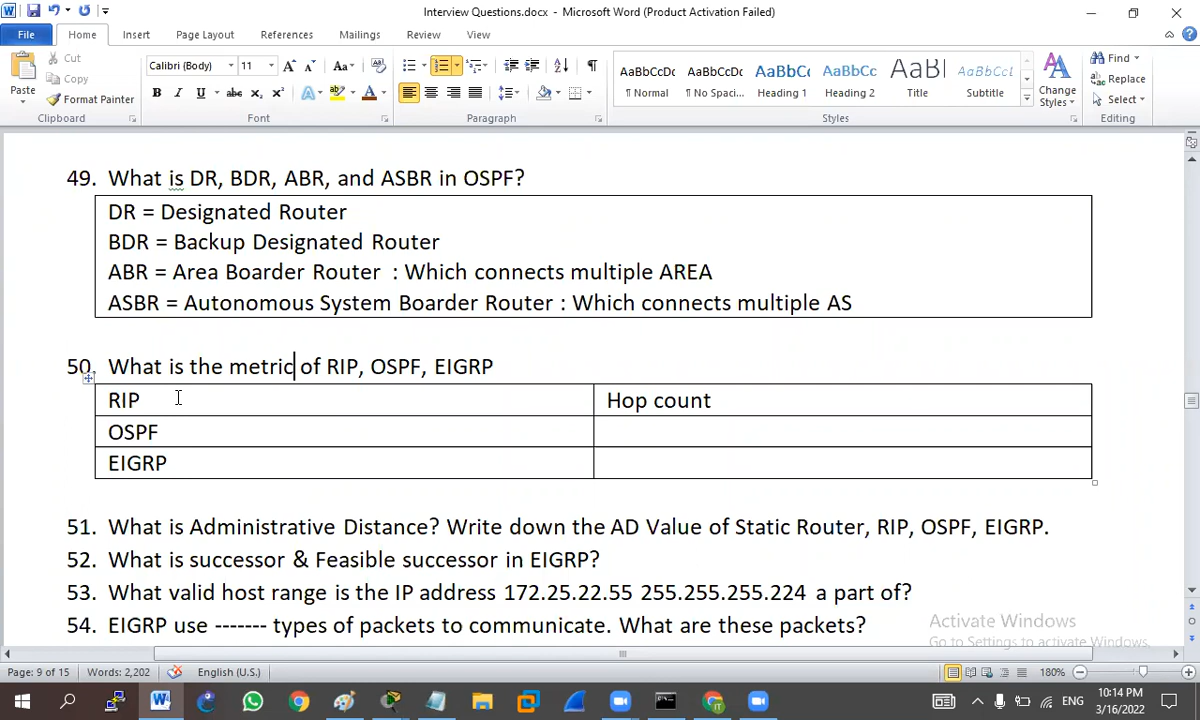 Interview Questions.docx - Microsoft Word (Product Activation Failed)
File Home Insert Page Layout References Mailings Review View
Paste Cut Copy Format Painter Clipboard
Calibri (Body) 11 Font
Paragraph
AaBbCcDc AaBbCcDc AaBbCc AaBbCc AaBl AaBbCcDc
¶ Normal ¶ No Spaci... Heading 1 Heading 2 Title Subtitle
Change Styles Styles
Find Replace Select Editing
49. What is DR, BDR, ABR, and ASBR in OSPF?
DR = Designated Router
BDR = Backup Designated Router
ABR = Area Boarder Router : Which connects multiple AREA
ASBR = Autonomous System Boarder Router : Which connects multiple AS
50. What is the metric of RIP, OSPF, EIGRP
RIP Hop count
OSPF
EIGRP
51. What is Administrative Distance? Write down the AD Value of Static Router, RIP, OSPF, EIGRP.
52. What is successor & Feasible successor in EIGRP?
53. What valid host range is the IP address 172.25.22.55 255.255.255.224 a part of?
54. EIGRP use ------- types of packets to communicate. What are these packets?
Activate Windows
Go to Settings to activate Windows.
Page: 9 of 15 Words: 2,202 English (U.S.) 180%
ENG 10:14 PM
3/16/2022